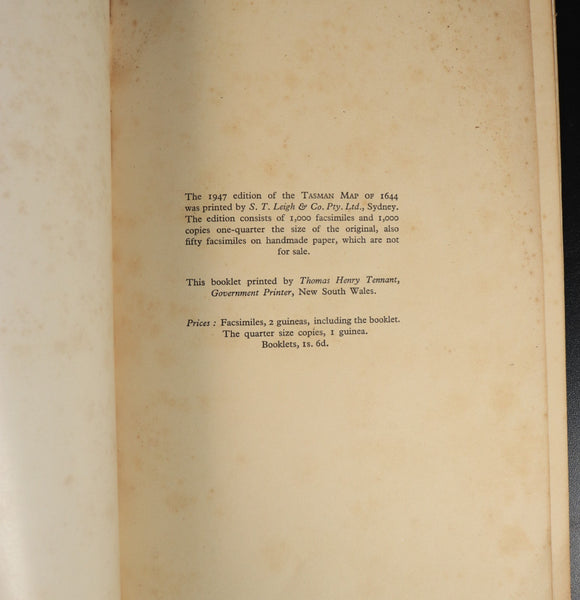 The 1947 edition of the TASMAN MAP OF 1644
was printed by S. T. Leigh & Co. Pty. Ltd., Sydney.
The edition consists of 1,000 facsimiles and 1,000
copies one-quarter the size of the original, also
fifty facsimiles on handmade paper, which are not
for sale.
This booklet printed by Thomas Henry Tennant,
Government Printer, New South Wales.
Prices : Facsimiles, 2 guineas, including the booklet.
The quarter size copies, 1 guinea.
Booklets, 1s. 6d.